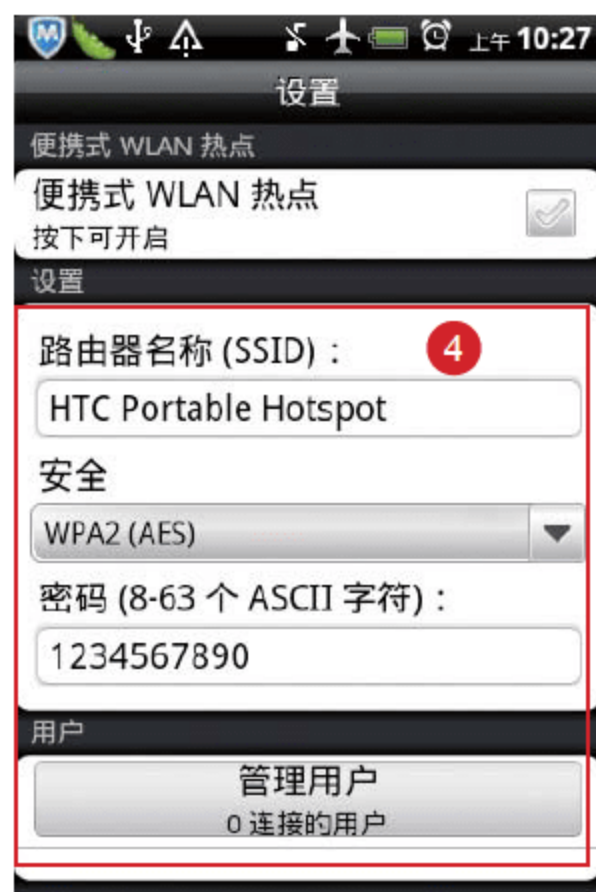 上午 10:27
设置
便携式 WLAN 热点
便携式 WLAN 热点
按下可开启
设置
路由器名称 (SSID)：
4
HTC Portable Hotspot
安全
WPA2 (AES)
密码 (8-63 个 ASCII 字符)：
1234567890
用户
管理用户
0 连接的用户